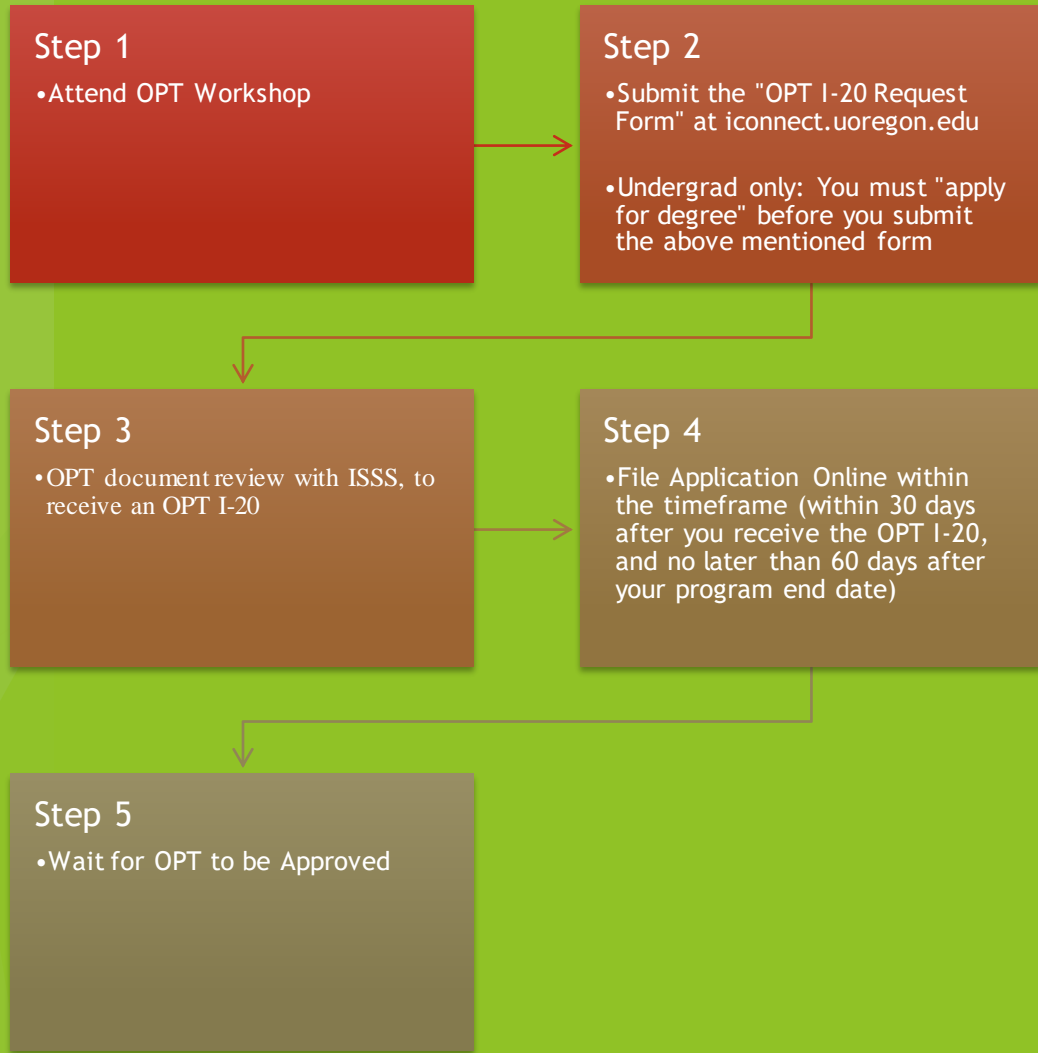 Step 1
•Attend OPT Workshop
Step 2
•Submit the "OPT I-20 Request
Form" at iconnect.uoregon.edu
•Undergrad only: You must "apply
for degree" before you submit
the above mentioned form
Step 3
•OPT document review with ISSS, to
receive an OPT I-20
Step 4
•File Application Online within
the timeframe (within 30 days
after you receive the OPT I-20,
and no later than 60 days after
your program end date)
Step 5
•Wait for OPT to be Approved